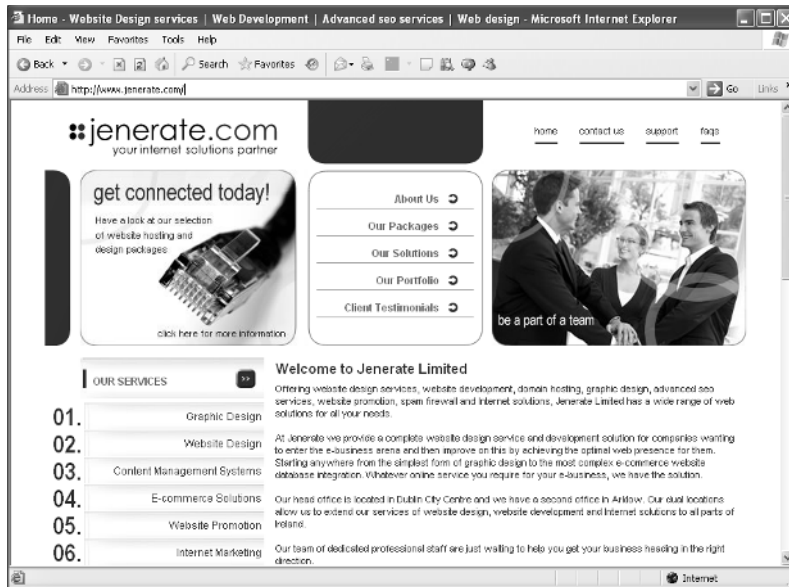 Home - Website Design services | Web Development | Advanced seo services | Web design - Microsoft Internet Explorer
File Edit View Favorites Tools Help
Back Search Favorites
Address http://www.jenerate.com/ Go Links
jenerate.com
your internet solutions partner
home contact us support faqs
get connected today!
Have a look at our selection
of website hosting and
design packages
click here for more information
About Us
Our Packages
Our Solutions
Our Portfolio
Client Testimonials
be a part of a team
OUR SERVICES >>
01. Graphic Design
02. Website Design
03. Content Management Systems
04. E-commerce Solutions
05. Website Promotion
06. Internet Marketing
Welcome to Jenerate Limited
Offering website design services, website development, domain hosting, graphic design, advanced seo
services, website promotion, spam firewall and Internet solutions, Jenerate Limited has a wide range of web
solutions for all your needs.
At Jenerate we provide a complete website design service and development solution for companies wanting
to enter the e-business arena and then improve on this by achieving the optimal web presence for them.
Starting anywhere from the simplest form of graphic design to the most complex e-commerce website
database integration. Whatever online service you require for your e-business, we have the solution.
Our head office is located in Dublin City Centre and we have a second office in Arklow. Our dual locations
allow us to extend our services of website design, website development and Internet solutions to all parts of
Ireland.
Our team of dedicated professional staff are just waiting to help you get your business heading in the right
direction.
Internet